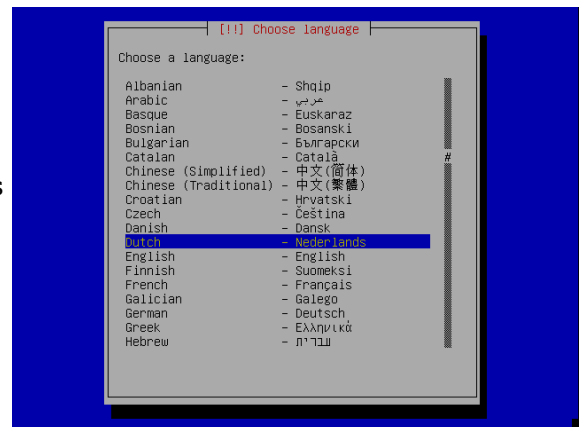 [!!] Choose language
Choose a language:
Albanian - Shqip
Arabic - عربي
Basque - Euskaraz
Bosnian - Bosanski
Bulgarian - Български
Catalan - Català #
Chinese (Simplified) - 中文(简体)
Chinese (Traditional) - 中文(繁體)
s
Croatian - Hrvatski
Czech - Čeština
Danish - Dansk
Dutch - Nederlands
English - English
Finnish - Suomeksi
French - Français
Galician - Galego
German - Deutsch
Greek - Ελληνικά
Hebrew - עברית